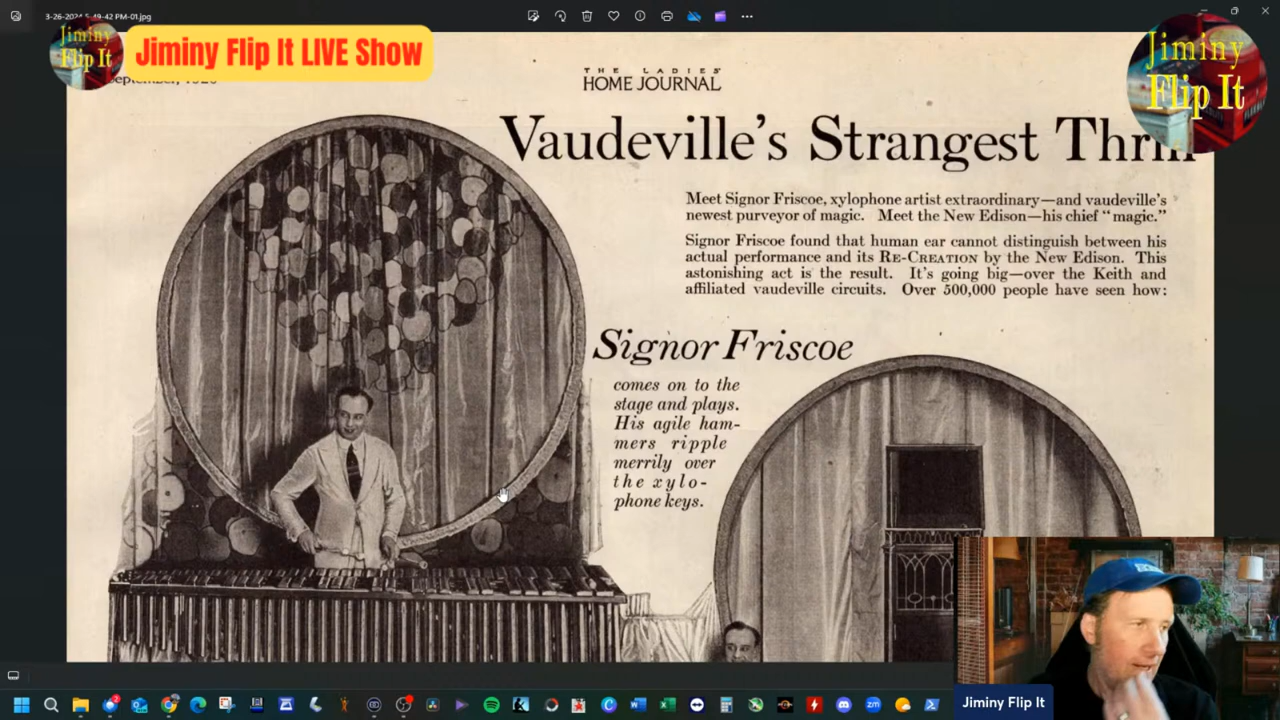 3-26-2024 5-49-42 PM-01.jpg
Jiminy
Flip It
Jiminy Flip It LIVE Show
Jiminy
Flip It
THE LADIES'
HOME JOURNAL
Vaudeville's Strangest
Meet Signor Friscoe, xylophone artist extraordinary—and vaudeville's
newest purveyor of magic. Meet the New Edison—his chief "magic."
Signor Friscoe found that human ear cannot distinguish between his
actual performance and its RE-CREATION by the New Edison. This
astonishing act is the result. It's going big—over the Keith and
affiliated vaudeville circuits. Over 500,000 people have seen how:
Signor Friscoe
comes on to the
stage and plays.
His agile ham-
mers ripple
merrily over
the xylo-
phone keys.
Jiminy Flip It